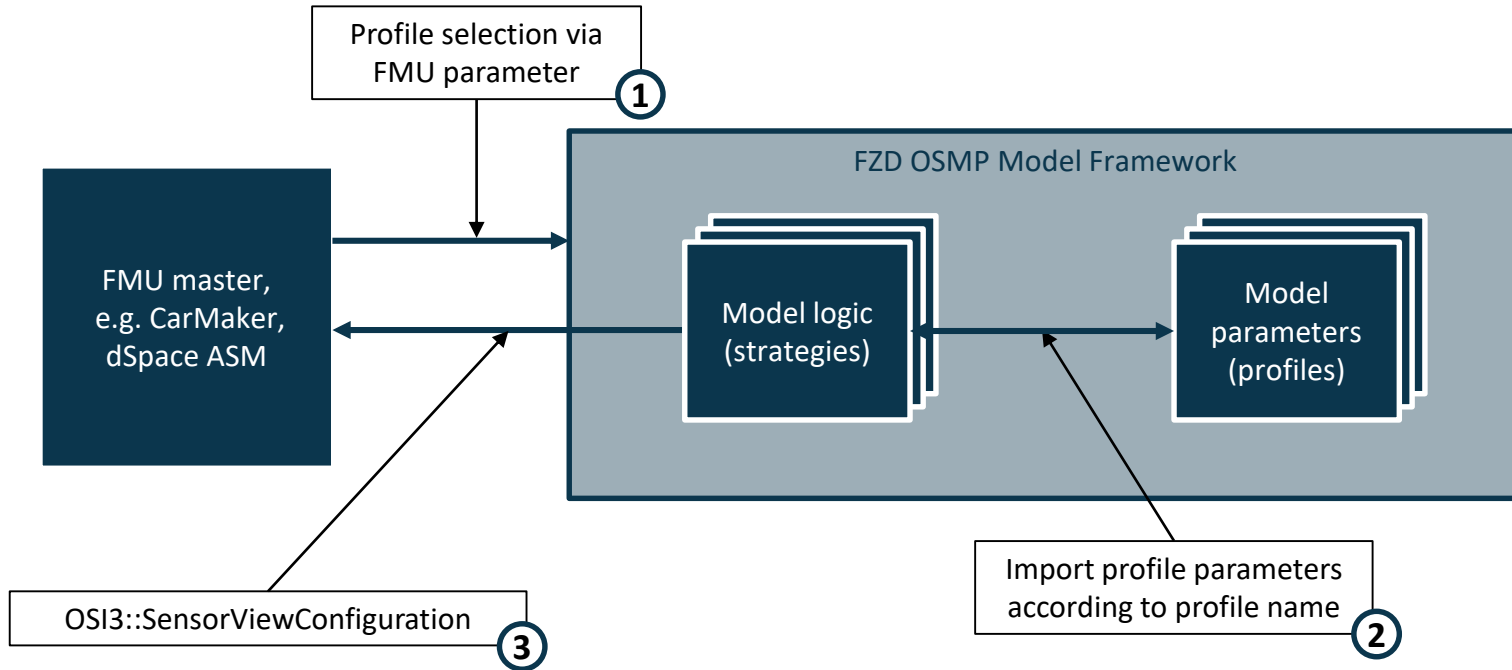 Profile selection via
FMU parameter
1
FZD OSMP Model Framework
FMU master,
e.g. CarMaker,
dSpace ASM
Model logic
(strategies)
Model
parameters
(profiles)
OSI3::SensorViewConfiguration
3
Import profile parameters
according to profile name
2